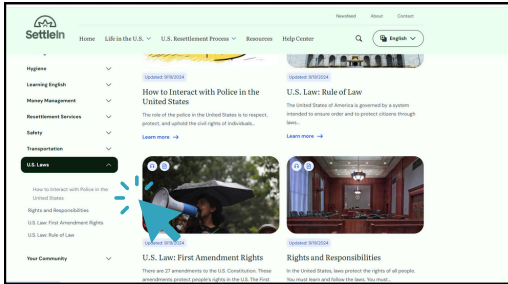 Newsfeed About Contact
SettleIn
Home Life in the U.S. U.S. Resettlement Process Resources Help Center English
Hygiene
Learning English
Money Management
Resettlement Services
Safety
Transportation
U.S. Laws
How to Interact with Police in the
United States
Rights and Responsibilities
U.S. Law: First Amendment Rights
U.S. Law: Rule of Law
Your Community
Updated: 9/19/2024
How to Interact with Police in the
United States
The role of the police in the United States is to respect,
protect, and uphold the civil rights of individuals...
Learn more →
Updated: 9/19/2024
U.S. Law: Rule of Law
The United States of America is governed by a system
intended to ensure order and to protect citizens through
laws...
Learn more →
Updated: 9/19/2024
U.S. Law: First Amendment Rights
There are 27 amendments to the U.S. Constitution. These
amendments protect people's rights in the U.S. The First
Updated: 9/19/2024
Rights and Responsibilities
In the United States, laws protect the rights of all people.
You must learn and follow the laws. You must...